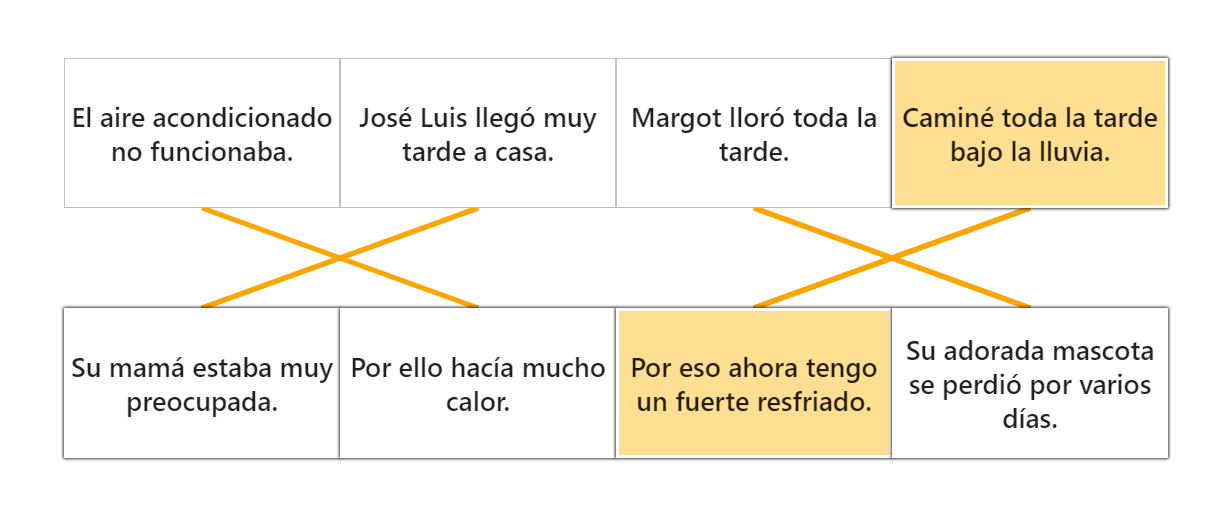 El aire acondicionado
no funcionaba.
José Luis llegó muy
tarde a casa.
Margot lloró toda la
tarde.
Caminé toda la tarde
bajo la lluvia.
Su mamá estaba muy
preocupada.
Por ello hacía mucho
calor.
Por eso ahora tengo
un fuerte resfriado.
Su adorada mascota
se perdió por varios
días.